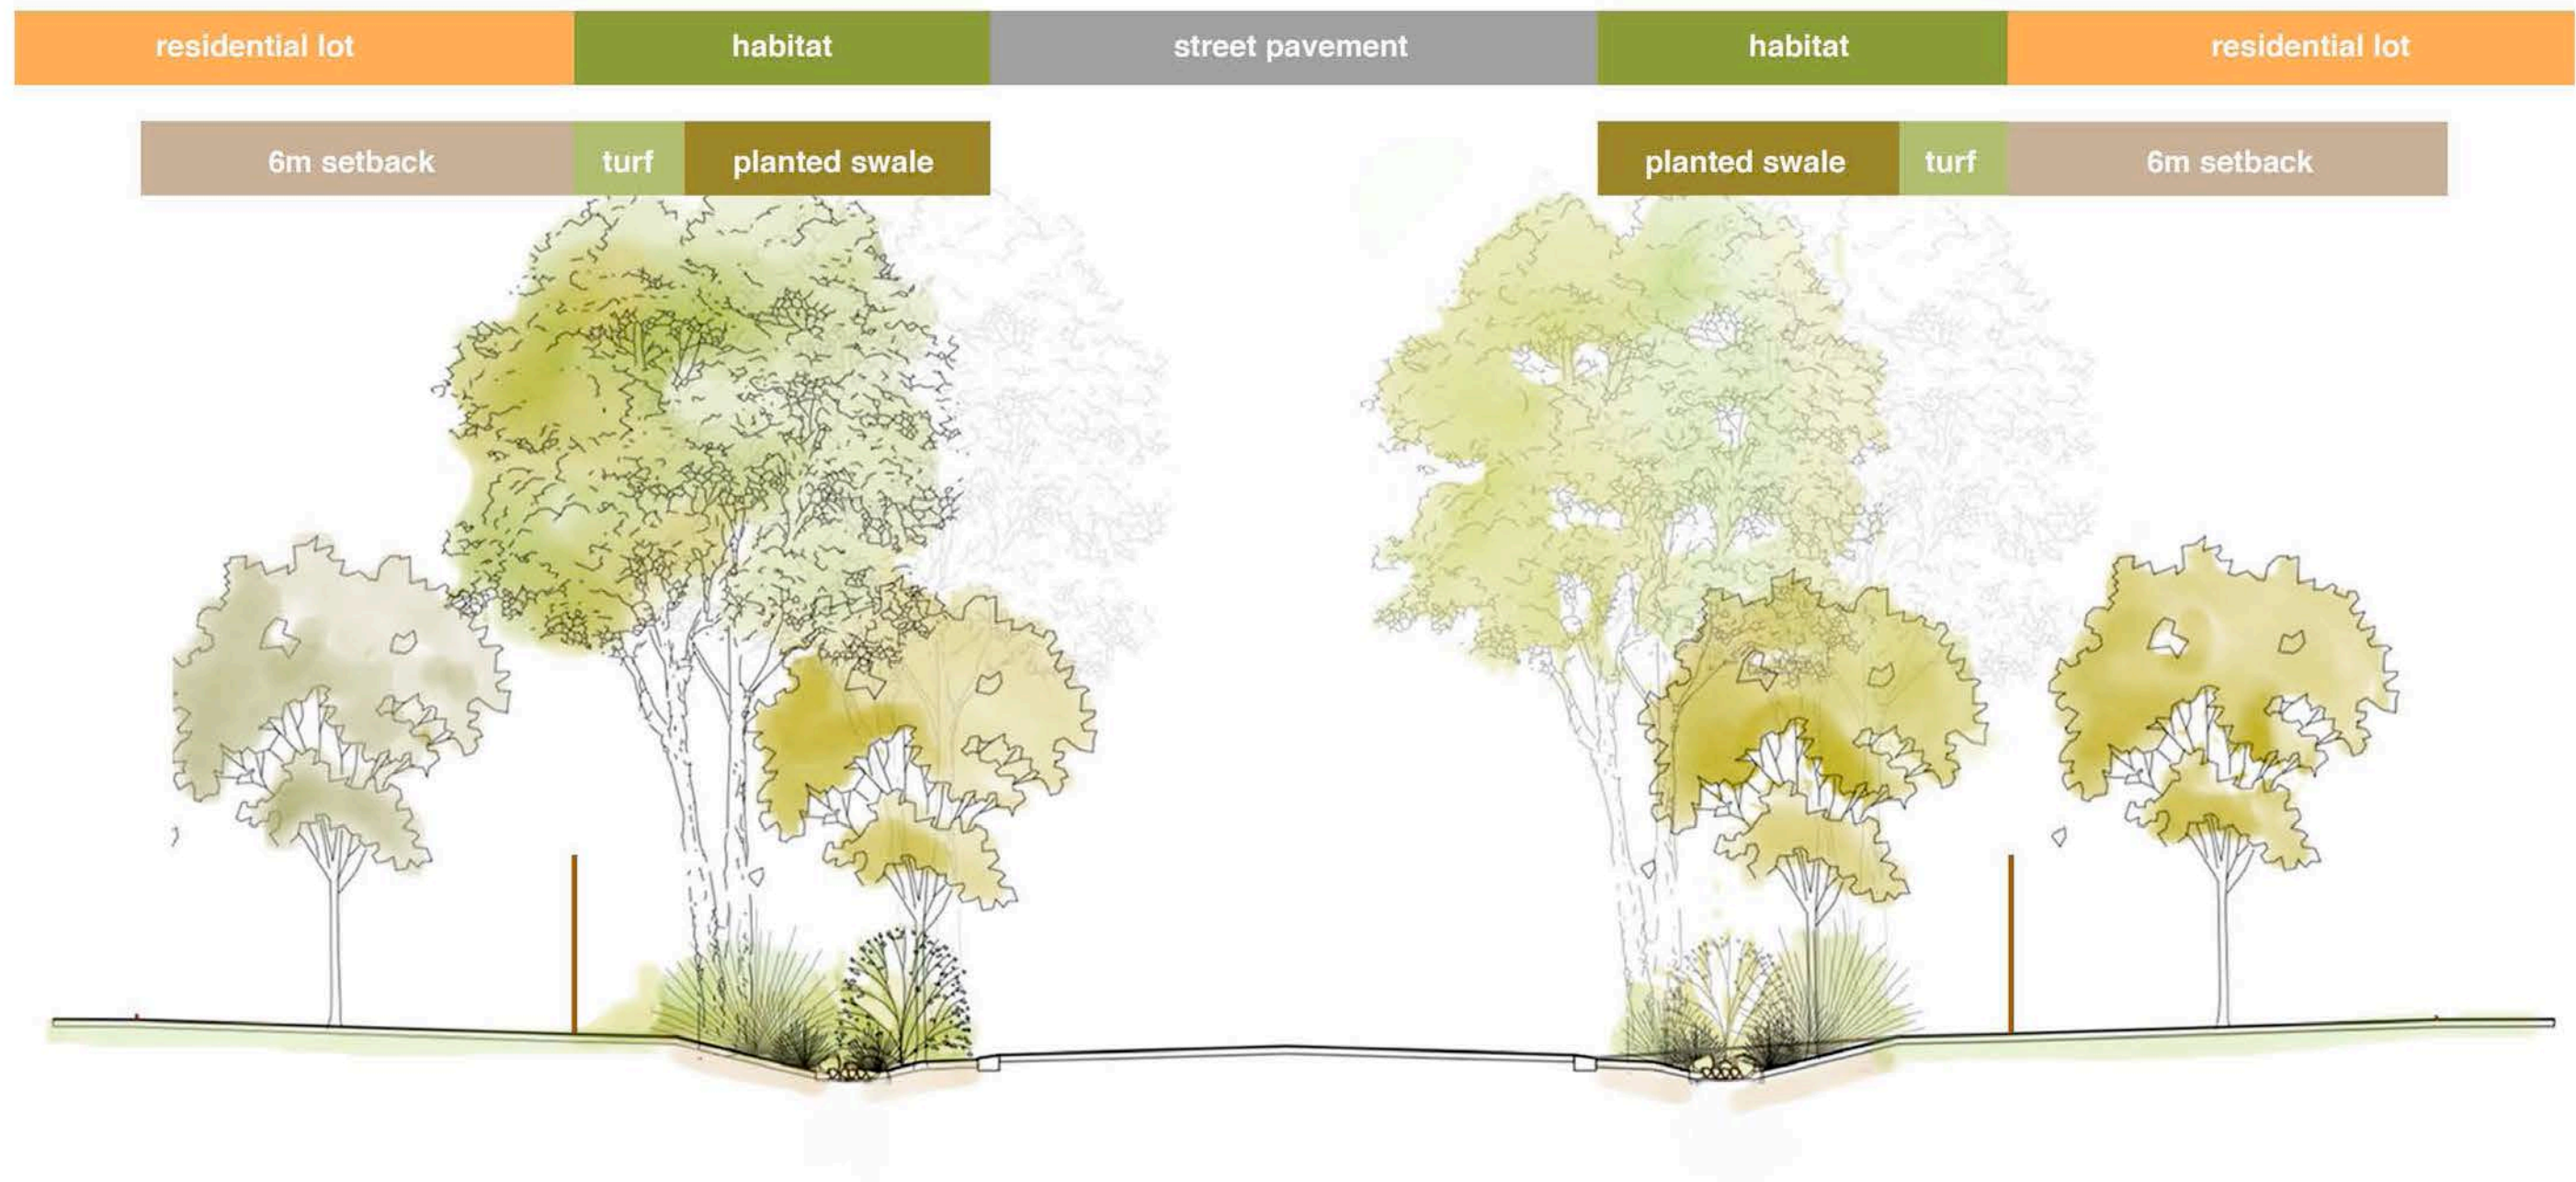 residential lot
habitat
street pavement
habitat
residential lot
6m setback
turf
planted swale
planted swale
turf
6m setback